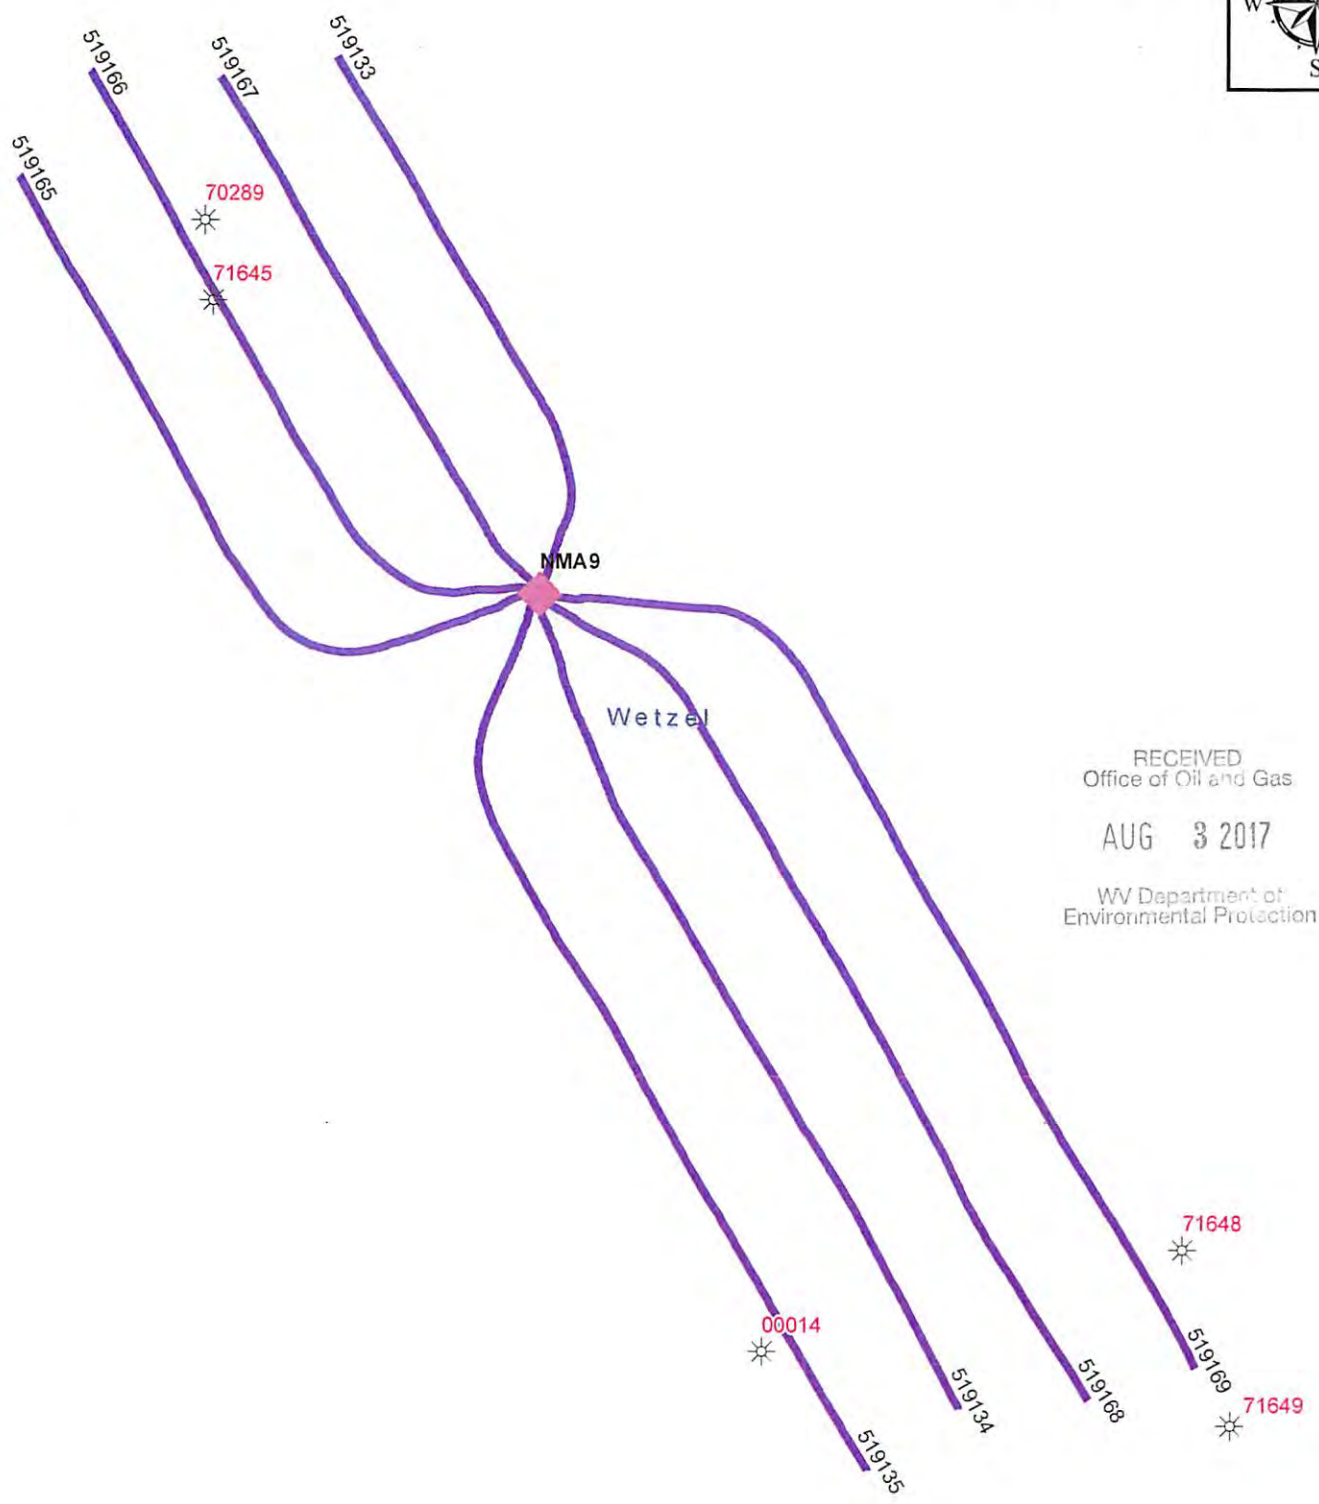 W
S
519133
519166
519167
519165
70289
71645
NMA9
Wetzel
RECEIVED
Office of Oil and Gas
AUG 3 2017
WV Department of
Environmental Protection
71648
00014
519169
519134
519168
71649
519135